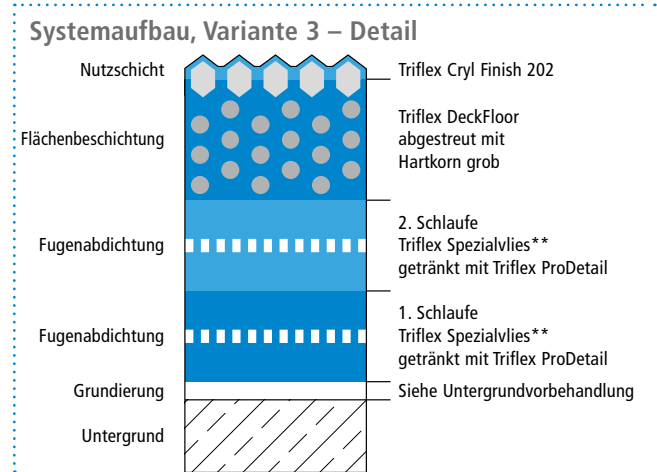 Systemaufbau, Variante 3 – Detail
Nutzschicht
Triflex Cryl Finish 202
Flächenbeschichtung
Triflex DeckFloor
abgestreut mit
Hartkorn grob
Fugenabdichtung
2. Schlaufe
Triflex Spezialvlies**
getränkt mit Triflex ProDetail
Fugenabdichtung
1. Schlaufe
Triflex Spezialvlies**
getränkt mit Triflex ProDetail
Grundierung
Siehe Untergrundvorbehandlung
Untergrund